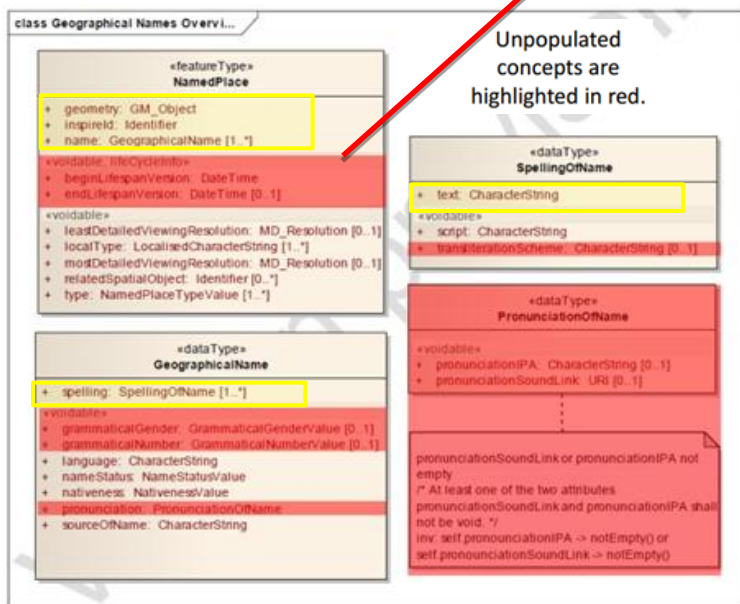 class Geographical Names Overvi...
Unpopulated
concepts are
highlighted in red.
«featureType»
NamedPlace
+ geometry: GM_Object
+ inspireId: Identifier
+ name: GeographicalName [1..*]
«voidable, lifeCycleInfo»
+ beginLifespanVersion: DateTime
+ endLifespanVersion: DateTime [0..1]
«voidable»
+ leastDetailedViewingResolution: MD_Resolution [0..1]
+ localType: LocalisedCharacterString [1..*]
+ mostDetailedViewingResolution: MD_Resolution [0..1]
+ relatedSpatialObject: Identifier [0..*]
+ type: NamedPlaceTypeValue [1..*]
«dataType»
SpellingOfName
+ text: CharacterString
«voidable»
+ script: CharacterString
+ transliterationScheme: CharacterString [0..1]
«dataType»
PronunciationOfName
«voidable»
+ pronunciationIPA: CharacterString [0..1]
+ pronunciationSoundLink: URI [0..1]
«dataType»
GeographicalName
+ spelling: SpellingOfName [1..*]
«voidable»
+ grammaticalGender: GrammaticalGenderValue [0..1]
+ grammaticalNumber: GrammaticalNumberValue [0..1]
+ language: CharacterString
+ nameStatus: NameStatusValue
+ nativeness: NativenessValue
+ pronunciation: PronunciationOfName
+ sourceOfName: CharacterString
pronunciationSoundLink or pronunciationIPA not
empty
/* At least one of the two attributes
pronunciationSoundLink and pronunciationIPA shall
not be void. */
inv: self.pronounciationIPA -> notEmpty() or
self.pronounciationSoundLink -> notEmpty()